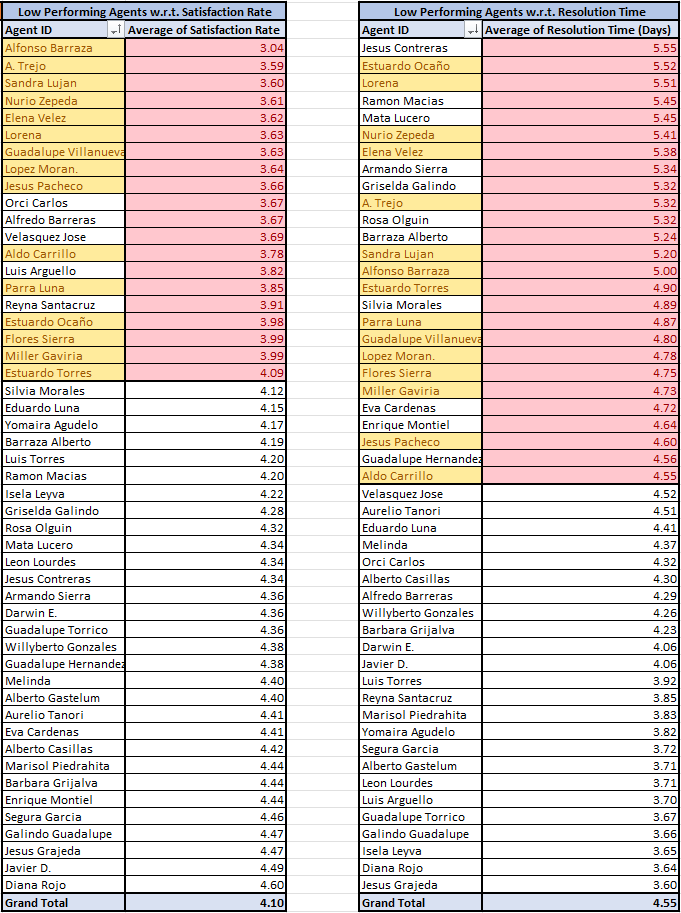 Low Performing Agents w.r.t. Satisfaction Rate
Agent ID Average of Satisfaction Rate
Alfonso Barraza 3.04
A. Trejo 3.59
Sandra Lujan 3.60
Nurio Zepeda 3.61
Elena Velez 3.62
Lorena 3.63
Guadalupe Villanueva 3.63
Lopez Moran. 3.64
Jesus Pacheco 3.66
Orci Carlos 3.67
Alfredo Barreras 3.67
Velasquez Jose 3.69
Aldo Carrillo 3.78
Luis Arguello 3.82
Parra Luna 3.85
Reyna Santacruz 3.91
Estuardo Ocaño 3.98
Flores Sierra 3.99
Miller Gaviria 3.99
Estuardo Torres 4.09
Silvia Morales 4.12
Eduardo Luna 4.15
Yomaira Agudelo 4.17
Barraza Alberto 4.19
Luis Torres 4.20
Ramon Macias 4.20
Isela Leyva 4.22
Griselda Galindo 4.28
Rosa Olguin 4.32
Mata Lucero 4.34
Leon Lourdes 4.34
Jesus Contreras 4.34
Armando Sierra 4.36
Darwin E. 4.36
Guadalupe Torrico 4.36
Willyberto Gonzales 4.38
Guadalupe Hernandez 4.38
Melinda 4.40
Alberto Gastelum 4.40
Aurelio Tanori 4.41
Eva Cardenas 4.41
Alberto Casillas 4.42
Marisol Piedrahita 4.44
Barbara Grijalva 4.44
Enrique Montiel 4.44
Segura Garcia 4.46
Galindo Guadalupe 4.47
Jesus Grajeda 4.47
Javier D. 4.49
Diana Rojo 4.60
Grand Total 4.10
Low Performing Agents w.r.t. Resolution Time
Agent ID Average of Resolution Time (Days)
Jesus Contreras 5.55
Estuardo Ocaño 5.52
Lorena 5.51
Ramon Macias 5.45
Mata Lucero 5.45
Nurio Zepeda 5.41
Elena Velez 5.38
Armando Sierra 5.34
Griselda Galindo 5.32
A. Trejo 5.32
Rosa Olguin 5.32
Barraza Alberto 5.24
Sandra Lujan 5.20
Alfonso Barraza 5.00
Estuardo Torres 4.90
Silvia Morales 4.89
Parra Luna 4.87
Guadalupe Villanueva 4.80
Lopez Moran. 4.78
Flores Sierra 4.75
Miller Gaviria 4.73
Eva Cardenas 4.72
Enrique Montiel 4.64
Jesus Pacheco 4.60
Guadalupe Hernandez 4.56
Aldo Carrillo 4.55
Velasquez Jose 4.52
Aurelio Tanori 4.51
Eduardo Luna 4.41
Melinda 4.37
Orci Carlos 4.32
Alberto Casillas 4.30
Alfredo Barreras 4.29
Willyberto Gonzales 4.26
Barbara Grijalva 4.23
Darwin E. 4.06
Javier D. 4.06
Luis Torres 3.92
Reyna Santacruz 3.85
Marisol Piedrahita 3.83
Yomaira Agudelo 3.82
Segura Garcia 3.72
Alberto Gastelum 3.71
Leon Lourdes 3.71
Luis Arguello 3.70
Guadalupe Torrico 3.67
Galindo Guadalupe 3.66
Isela Leyva 3.65
Diana Rojo 3.64
Jesus Grajeda 3.60
Grand Total 4.55